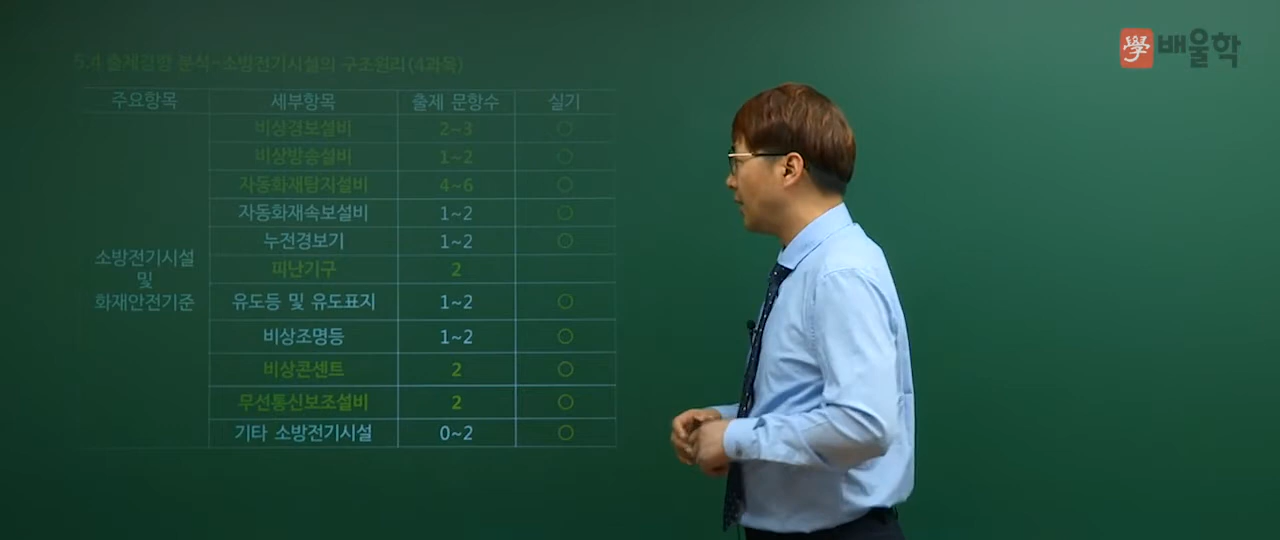 學 배울학
5.4 출제경향 분석-소방전기시설의 구조원리(4과목)
주요항목 세부항목 출제 문항수 실기
비상경보설비 2~3 ○
비상방송설비 1~2 ○
자동화재탐지설비 4~6 ○
자동화재속보설비 1~2 ○
누전경보기 1~2 ○
소방전기시설
및
화재안전기준
피난기구 2
유도등 및 유도표지 1~2 ○
비상조명등 1~2 ○
비상콘센트 2 ○
무선통신보조설비 2 ○
기타 소방전기시설 0~2 ○